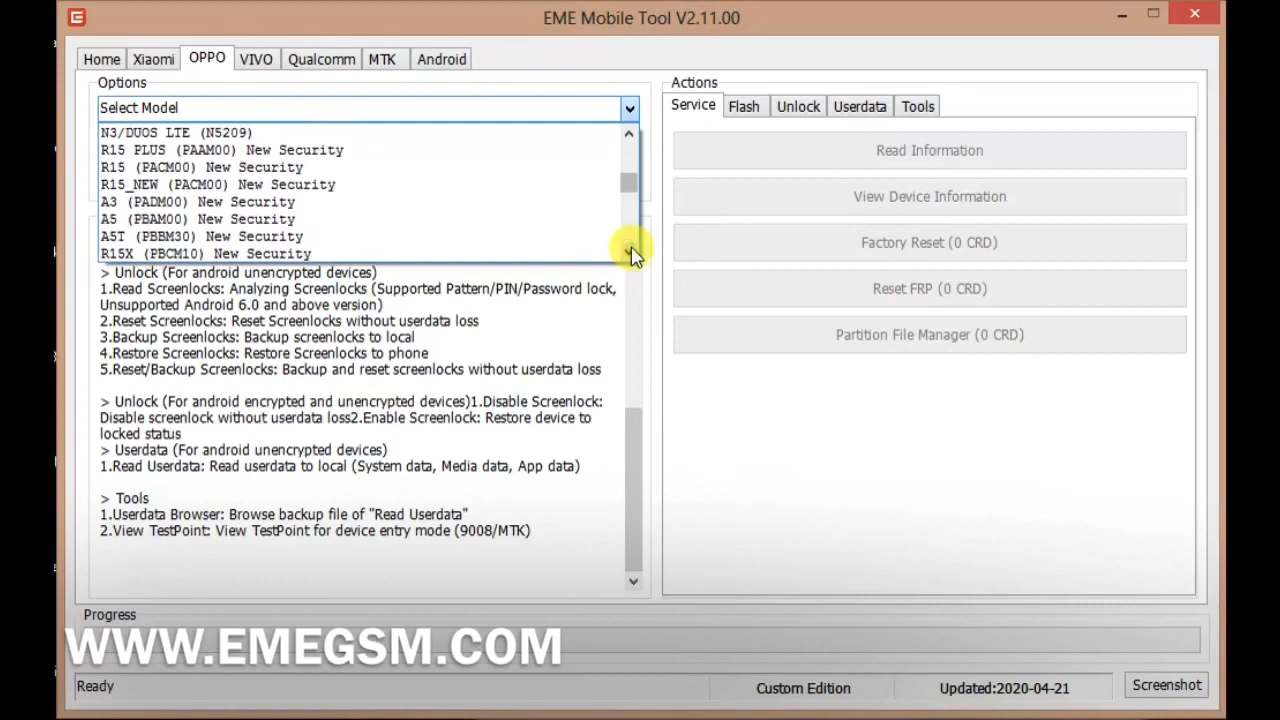 EME Mobile Tool V2.11.00
Home Xiaomi OPPO VIVO Qualcomm MTK Android
Options
Select Model
N3/DUOS LTE (N5209)
R15 PLUS (PAAM00) New Security
R15 (PACM00) New Security
R15_NEW (PACM00) New Security
A3 (PADM00) New Security
A5 (PBAM00) New Security
A5T (PBBM30) New Security
R15X (PBCM10) New Security
> Unlock (For android unencrypted devices)
1.Read Screenlocks: Analyzing Screenlocks (Supported Pattern/PIN/Password lock,
Unsupported Android 6.0 and above version)
2.Reset Screenlocks: Reset Screenlocks without userdata loss
3.Backup Screenlocks: Backup screenlocks to local
4.Restore Screenlocks: Restore Screenlocks to phone
5.Reset/Backup Screenlocks: Backup and reset screenlocks without userdata loss
> Unlock (For android encrypted and unencrypted devices)1.Disable Screenlock:
Disable screenlock without userdata loss2.Enable Screenlock: Restore device to
locked status
> Userdata (For android unencrypted devices)
1.Read Userdata: Read userdata to local (System data, Media data, App data)
> Tools
1.Userdata Browser: Browse backup file of "Read Userdata"
2.View TestPoint: View TestPoint for device entry mode (9008/MTK)
Actions
Service Flash Unlock Userdata Tools
Read Information
View Device Information
Factory Reset (0 CRD)
Reset FRP (0 CRD)
Partition File Manager (0 CRD)
Progress
WWW.EMEGSM.COM
Ready
Custom Edition
Updated:2020-04-21
Screenshot